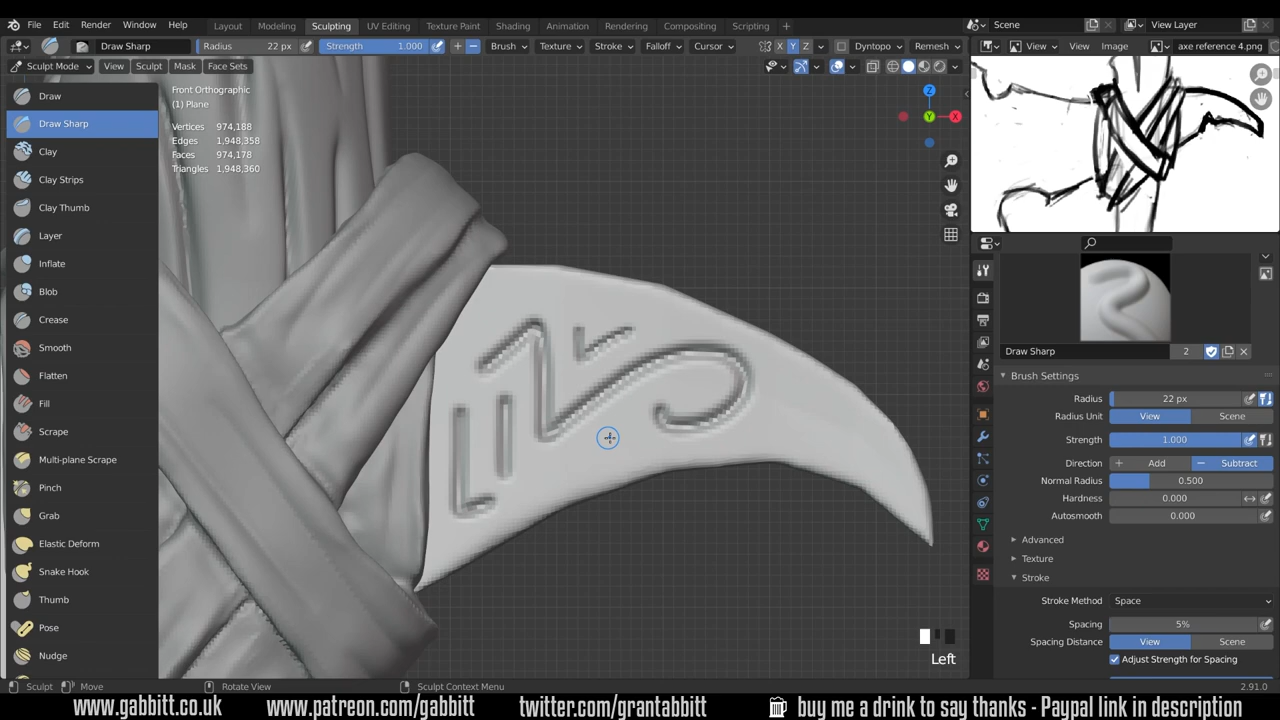 File Edit Render Window Help Layout Modeling Sculpting UV Editing Texture Paint Shading Animation Rendering Compositing Scripting + Scene View Layer
Draw Sharp Radius 22 px Strength 1.000 + − Brush Texture Stroke Falloff Cursor X Y Z Dyntopo Remesh View View Image axe reference 4.png
Sculpt Mode View Sculpt Mask Face Sets
Front Orthographic
(1) Plane
Vertices 974,188
Edges 1,948,358
Faces 974,178
Triangles 1,948,360
Z
Y
X
Draw
Draw Sharp
Clay
Clay Strips
Clay Thumb
Layer
Inflate
Blob
Crease
Smooth
Flatten
Fill
Scrape
Multi-plane Scrape
Pinch
Grab
Elastic Deform
Snake Hook
Thumb
Pose
Nudge
Left
Draw Sharp 2
Brush Settings
Radius 22 px
Radius Unit View Scene
Strength 1.000
Direction + Add − Subtract
Normal Radius 0.500
Hardness 0.000
Autosmooth 0.000
Advanced
Texture
Stroke
Stroke Method Space
Spacing 5%
Spacing Distance View Scene
Adjust Strength for Spacing
Sculpt Move Rotate View Sculpt Context Menu 2.91.0
www.gabbitt.co.uk www.patreon.com/gabbitt twitter.com/grantabbitt buy me a drink to say thanks - Paypal link in description